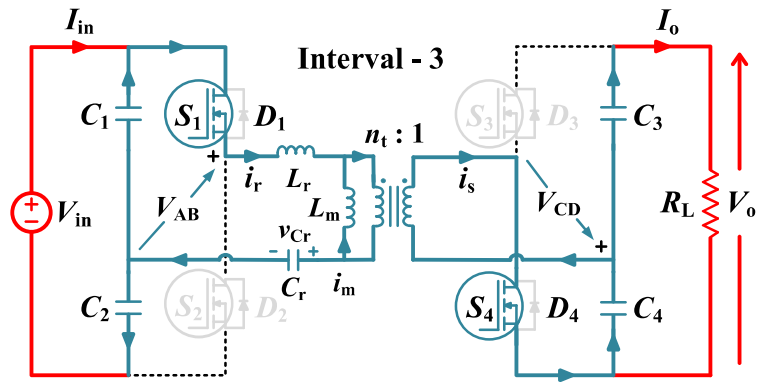 I_in
I_o
Interval - 3
C_1
S_1
D_1
S_3
D_3
C_3
n_t : 1
+
i_r
L_r
i_s
V_in
V_AB
L_m
V_CD
R_L
V_o
v_Cr
- +
+
C_r
i_m
C_2
S_2
D_2
S_4
D_4
C_4